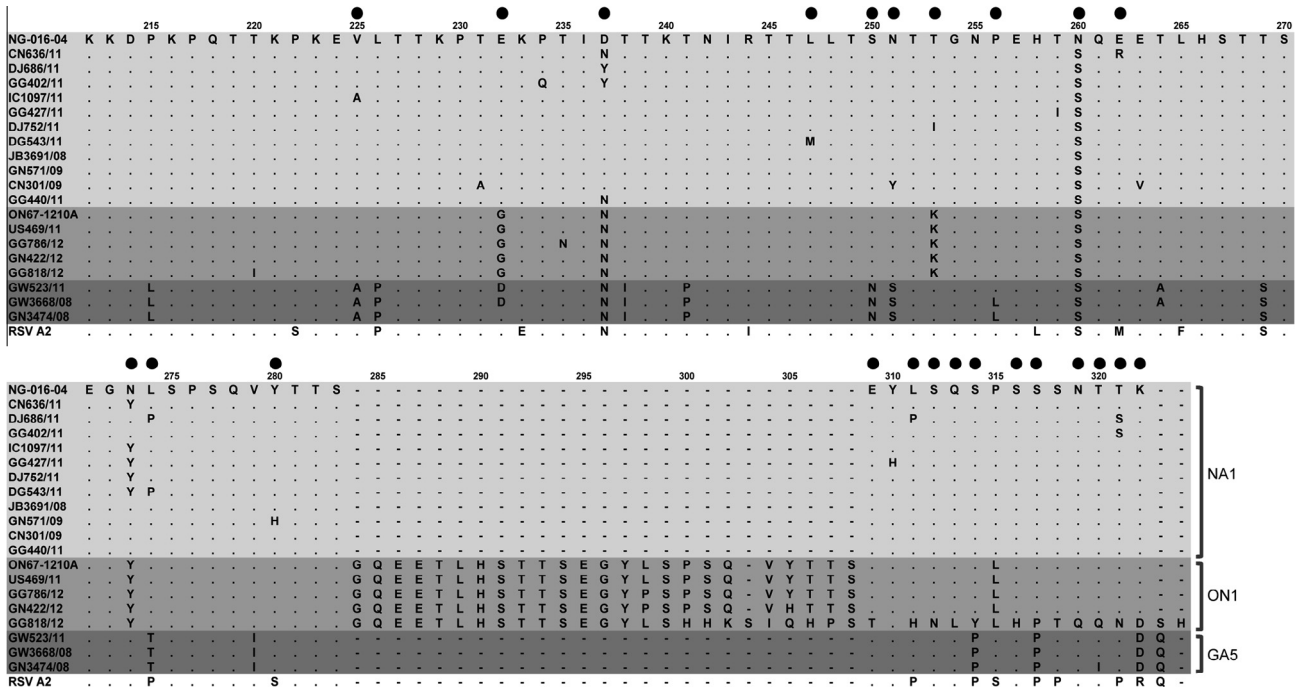 215 220 225 230 235 240 245 250 255 260 265 270
NG-016-04 K K D P K P Q T T K P K E V L T T K P T E K P T I D T T K T N I R T T L L T S N T T G N P E H T N Q E E T L H S T T S
CN636/11 N S R
DJ686/11 Y S
GG402/11 Q Y S
IC1097/11 A S
GG427/11 I S
DJ752/11 I S
DG543/11 M S
JB3691/08 S
GN571/09 S
CN301/09 A Y S V
GG440/11 N S
ON67-1210A G N K S
US469/11 G N K S
GG786/12 G N N K S
GN422/12 G N K S
GG818/12 I G N K S
GW523/11 L A P D N I P N S S A S
GW3668/08 L A P D N I P N S L S A S
GN3474/08 L A P N I P N S L S S
RSV A2 S P E N I L S M F S
275 280 285 290 295 300 305 310 315 320
NG-016-04 E G N L S P S Q V Y T T S - - - - - - - - - - - - - - - - - - - - - - - - - E Y L S Q S P S S S N T T K - -
CN636/11 Y
DJ686/11 P P S
GG402/11 S
IC1097/11 Y
GG427/11 Y H
DJ752/11 Y
DG543/11 Y P
JB3691/08
GN571/09 H
CN301/09
GG440/11
NA1
ON67-1210A Y G Q E E T L H S T T S E G Y L S P S Q - V Y T T S L
US469/11 Y G Q E E T L H S T T S E G Y L S P S Q - V Y T T S L
GG786/12 Y G Q E E T L H S T T S E G Y L S P S Q - V Y T T S L
GN422/12 Y G Q E E T L H S T T S E G Y P S P S Q - V H T T S L
GG818/12 Y G Q E E T L H S T T S E G Y L S H H K S I Q H P S T . H N L Y L H P T Q Q N D S H
ON1
GW523/11 T I P P D Q
GW3668/08 T I P P D Q
GN3474/08 T I P P I D Q
GA5
RSV A2 P S P P S P P P R Q